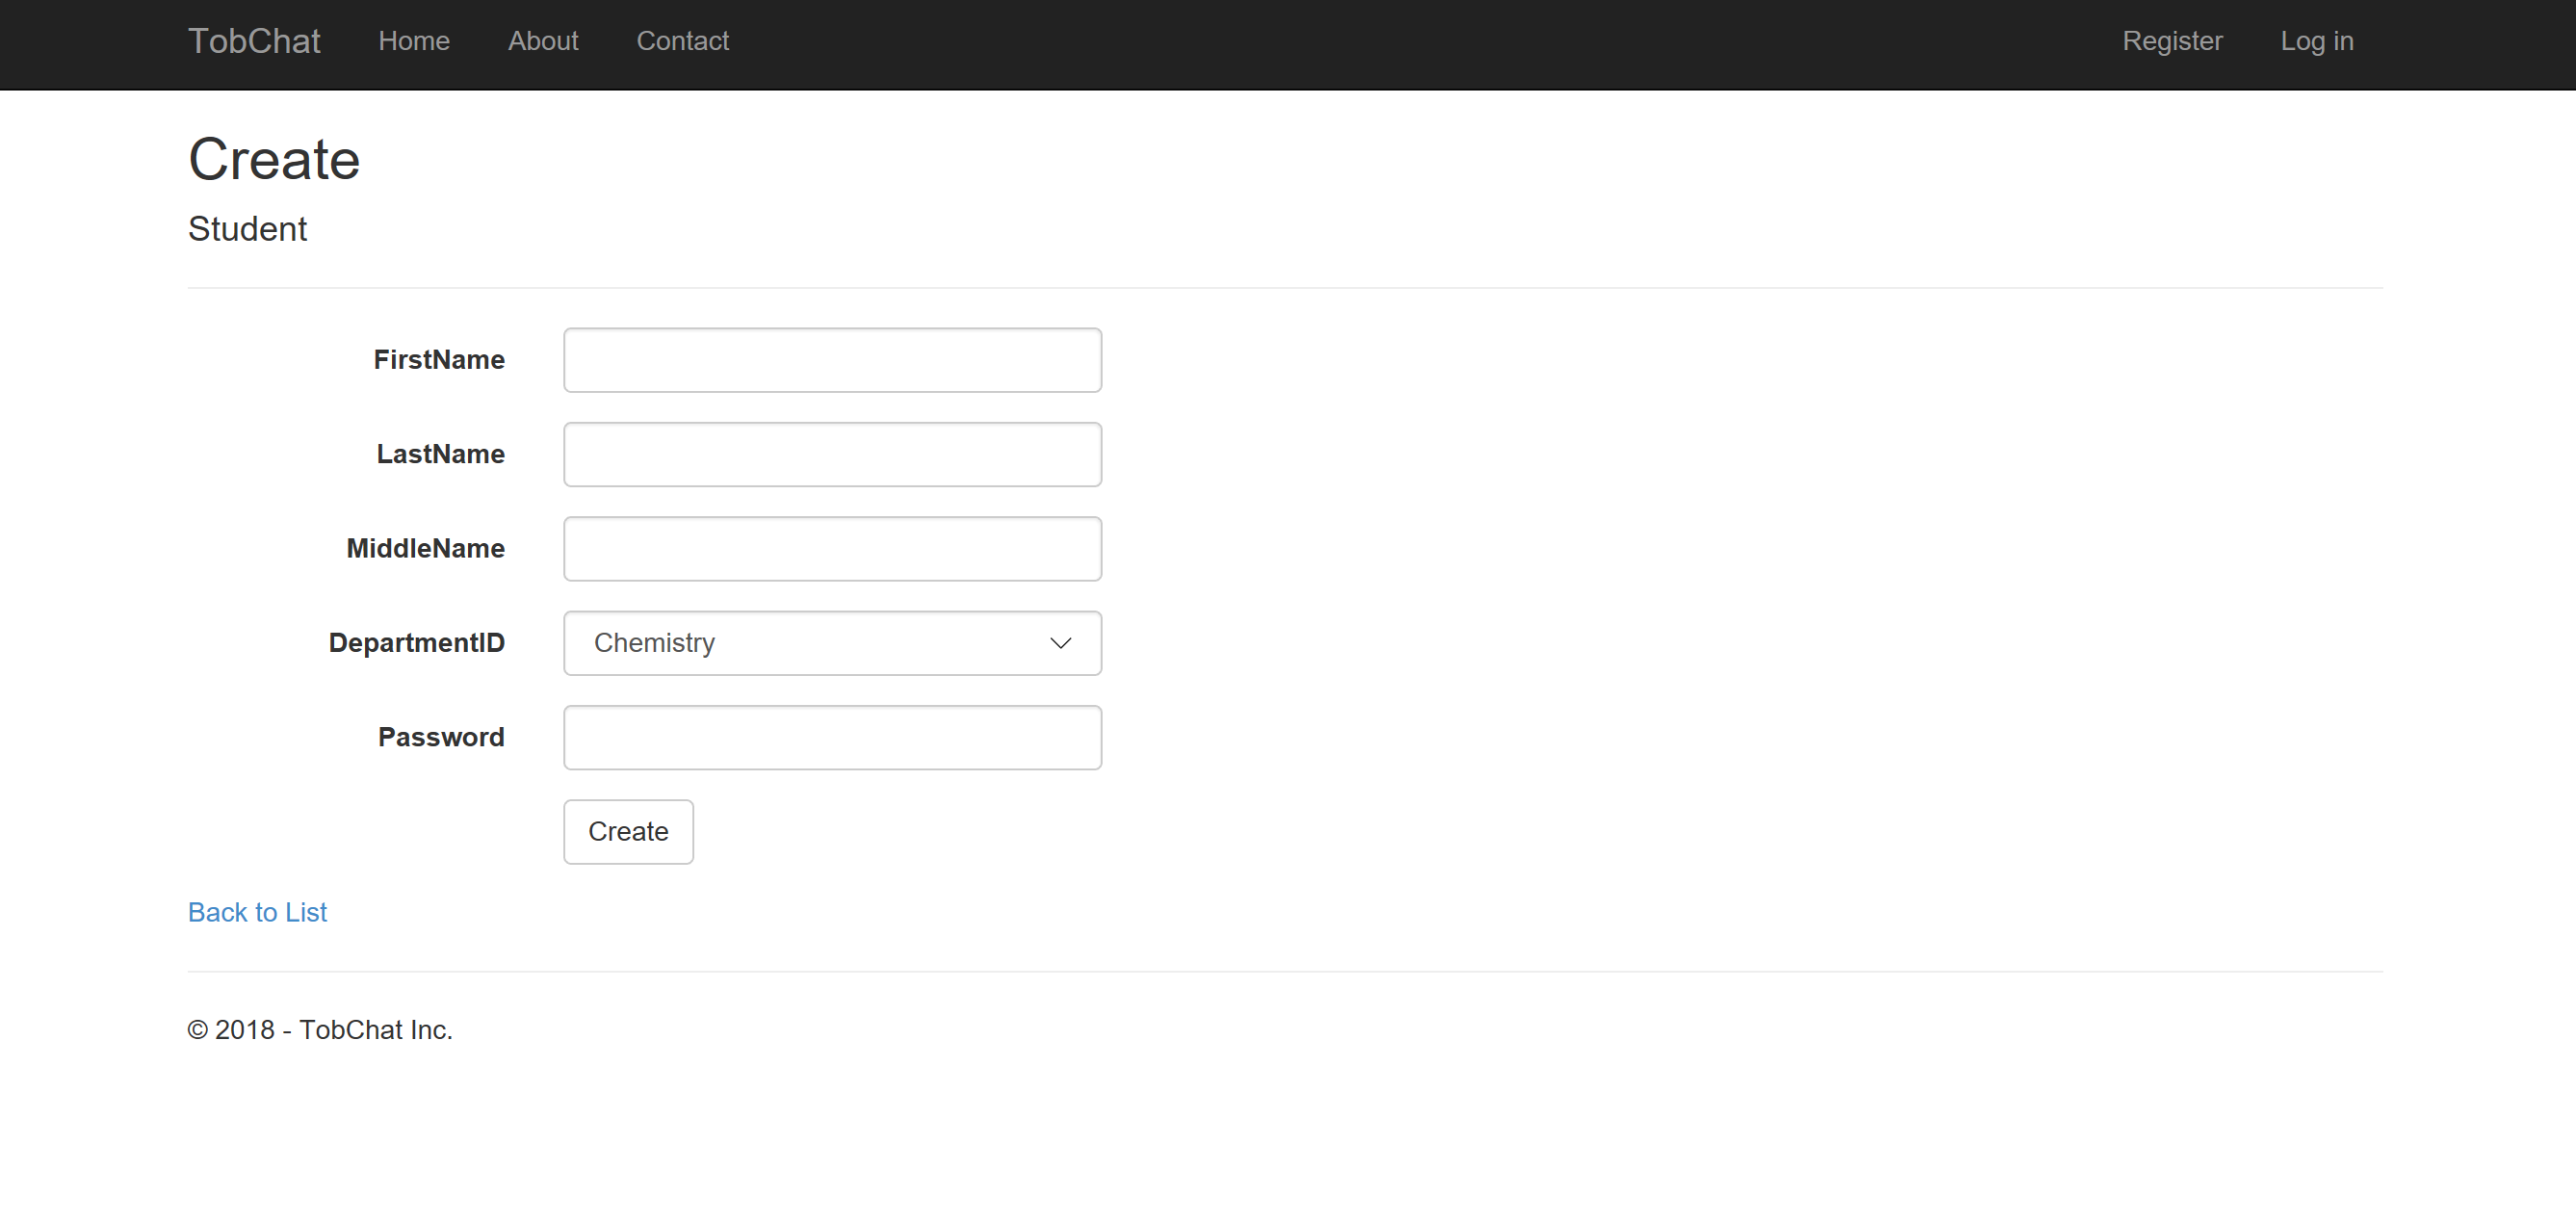 TobChat Home About Contact Register Log in
Create
Student
FirstName
LastName
MiddleName
DepartmentID Chemistry
Password
Create
Back to List
© 2018 - TobChat Inc.